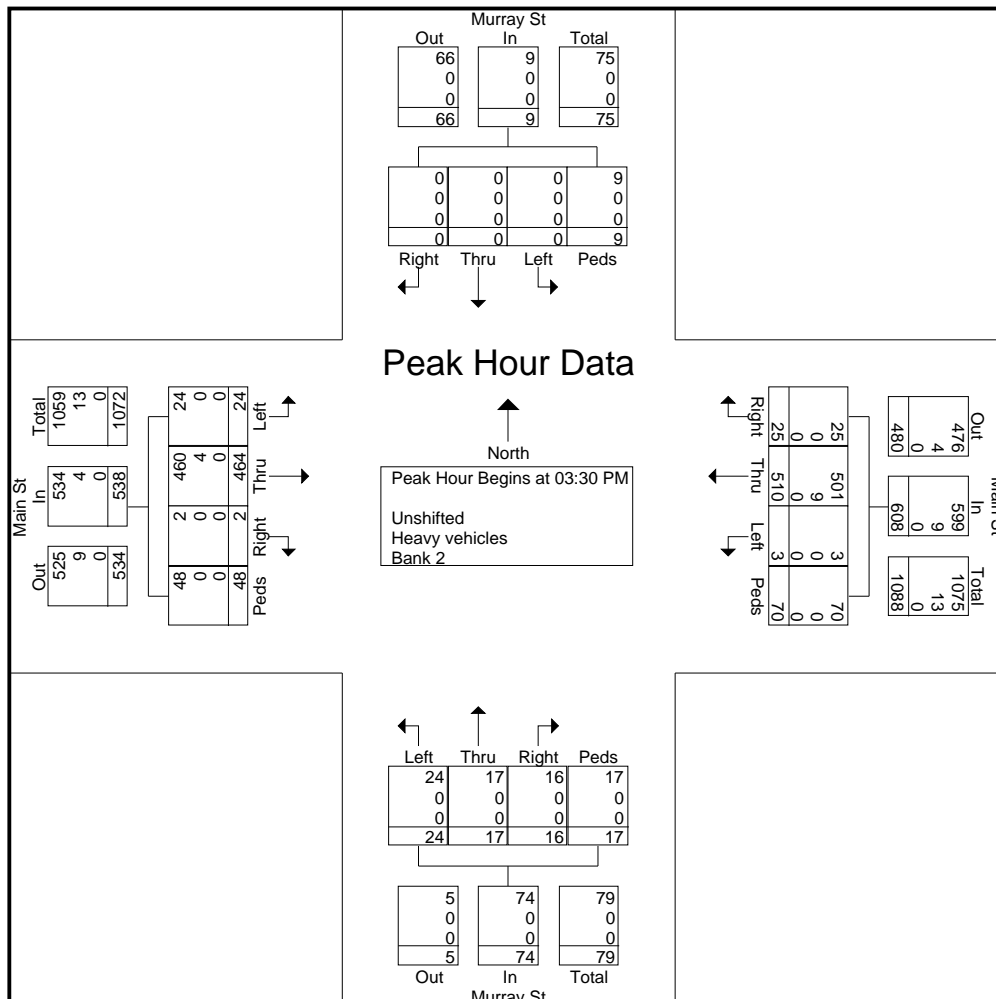 Murray St
Out In Total
66 9 75
0 0 0
0 0 0
66 9 75
0 0 0 9
0 0 0 0
0 0 0 0
0 0 0 9
Right Thru Left Peds
Peak Hour Data
North
Peak Hour Begins at 03:30 PM
Unshifted
Heavy vehicles
Bank 2
Main St
Out In Total
525 534 1059
9 4 13
0 0 0
534 538 1072
48 2 460 24
0 0 4 0
0 0 0 0
48 2 464 24
Peds Right Thru Left
Main St
Out In Total
476 599 1075
4 9 13
0 0 0
480 608 1088
25 501 3 70
0 9 0 0
0 0 0 0
25 510 3 70
Right Thru Left Peds
Left Thru Right Peds
24 17 16 17
0 0 0 0
0 0 0 0
24 17 16 17
5 74 79
0 0 0
0 0 0
5 74 79
Out In Total
Murray St